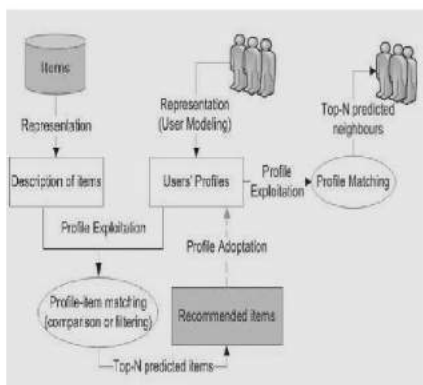 Items
Representation
Representation
(User Modeling)
Top-N predicted
neighbours
Description of items
Users' Profiles
Profile
Exploitation
Profile Matching
Profile Exploitation
Profile Adoptation
Profile-item matching
(comparison or filtering)
Recommended items
Top-N predicted items